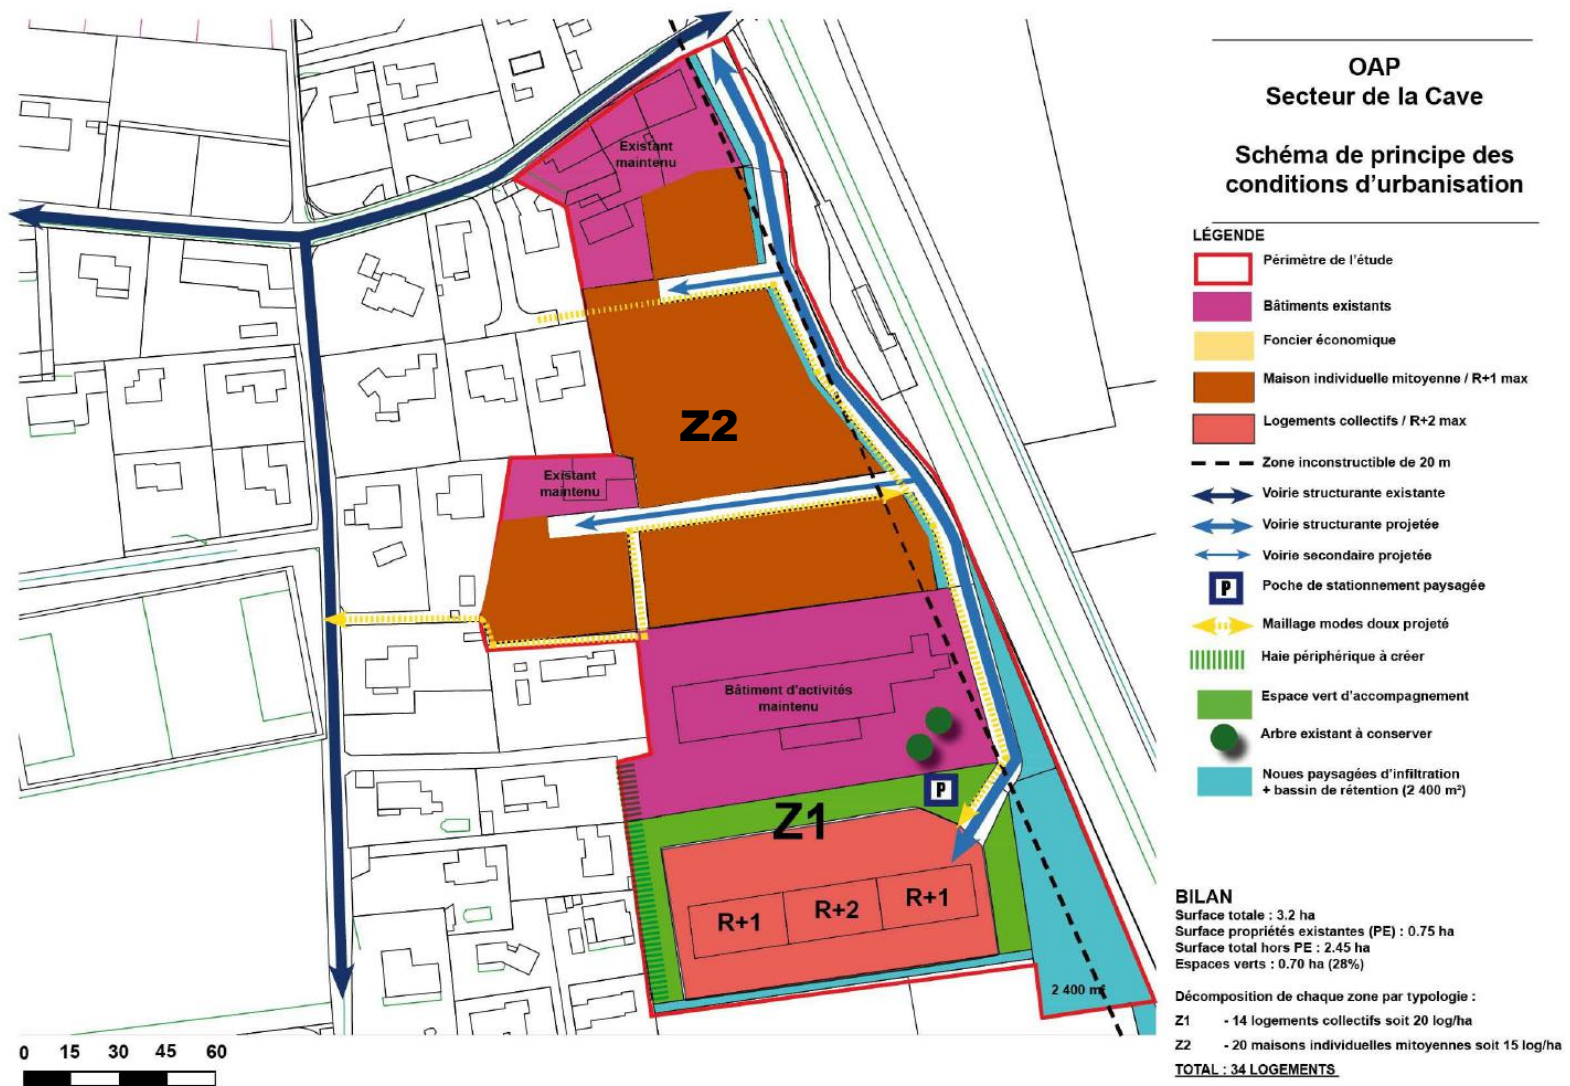 OAP
Secteur de la Cave
Schéma de principe des
conditions d'urbanisation
LÉGENDE
Périmètre de l'étude
Bâtiments existants
Foncier économique
Maison individuelle mitoyenne / R+1 max
Logements collectifs / R+2 max
Zone inconstructible de 20 m
Voirie structurante existante
Voirie structurante projetée
Voirie secondaire projetée
P Poche de stationnement paysagée
Maillage modes doux projeté
Haie périphérique à créer
Espace vert d'accompagnement
Arbre existant à conserver
Noues paysagées d'infiltration
+ bassin de rétention (2 400 m²)
BILAN
Surface totale : 3.2 ha
Surface propriétés existantes (PE) : 0.75 ha
Surface total hors PE : 2.45 ha
Espaces verts : 0.70 ha (28%)
Décomposition de chaque zone par typologie :
Z1 - 14 logements collectifs soit 20 log/ha
Z2 - 20 maisons individuelles mitoyennes soit 15 log/ha
TOTAL : 34 LOGEMENTS
Existant
maintenu
Z2
Existant
maintenu
Bâtiment d'activités
maintenu
P
Z1
R+1 R+2 R+1
2 400 m²
0 15 30 45 60